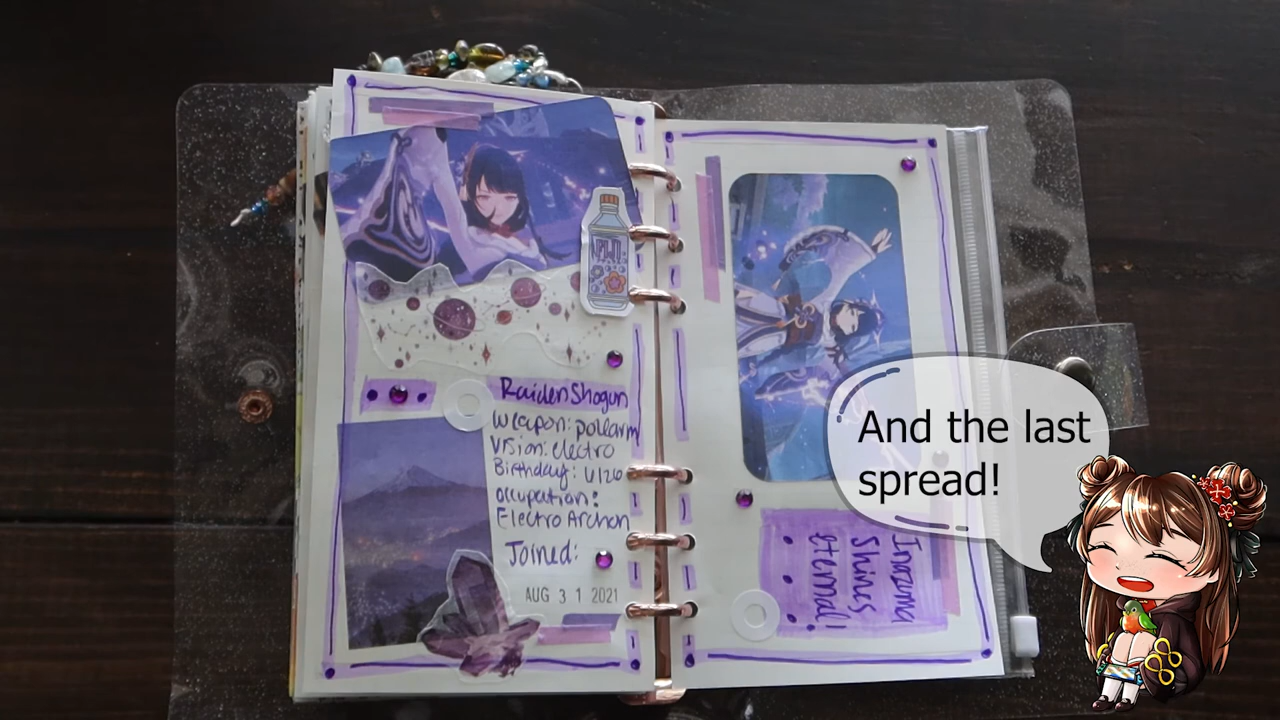 Raiden Shogun
Weapon: pollarm
Vision: electro
Birthday: 6/26
Occupation:
Electro Archon
Joined:
AUG 3 1 2021
Inazuma
Shines
Eternal!
And the last
spread!